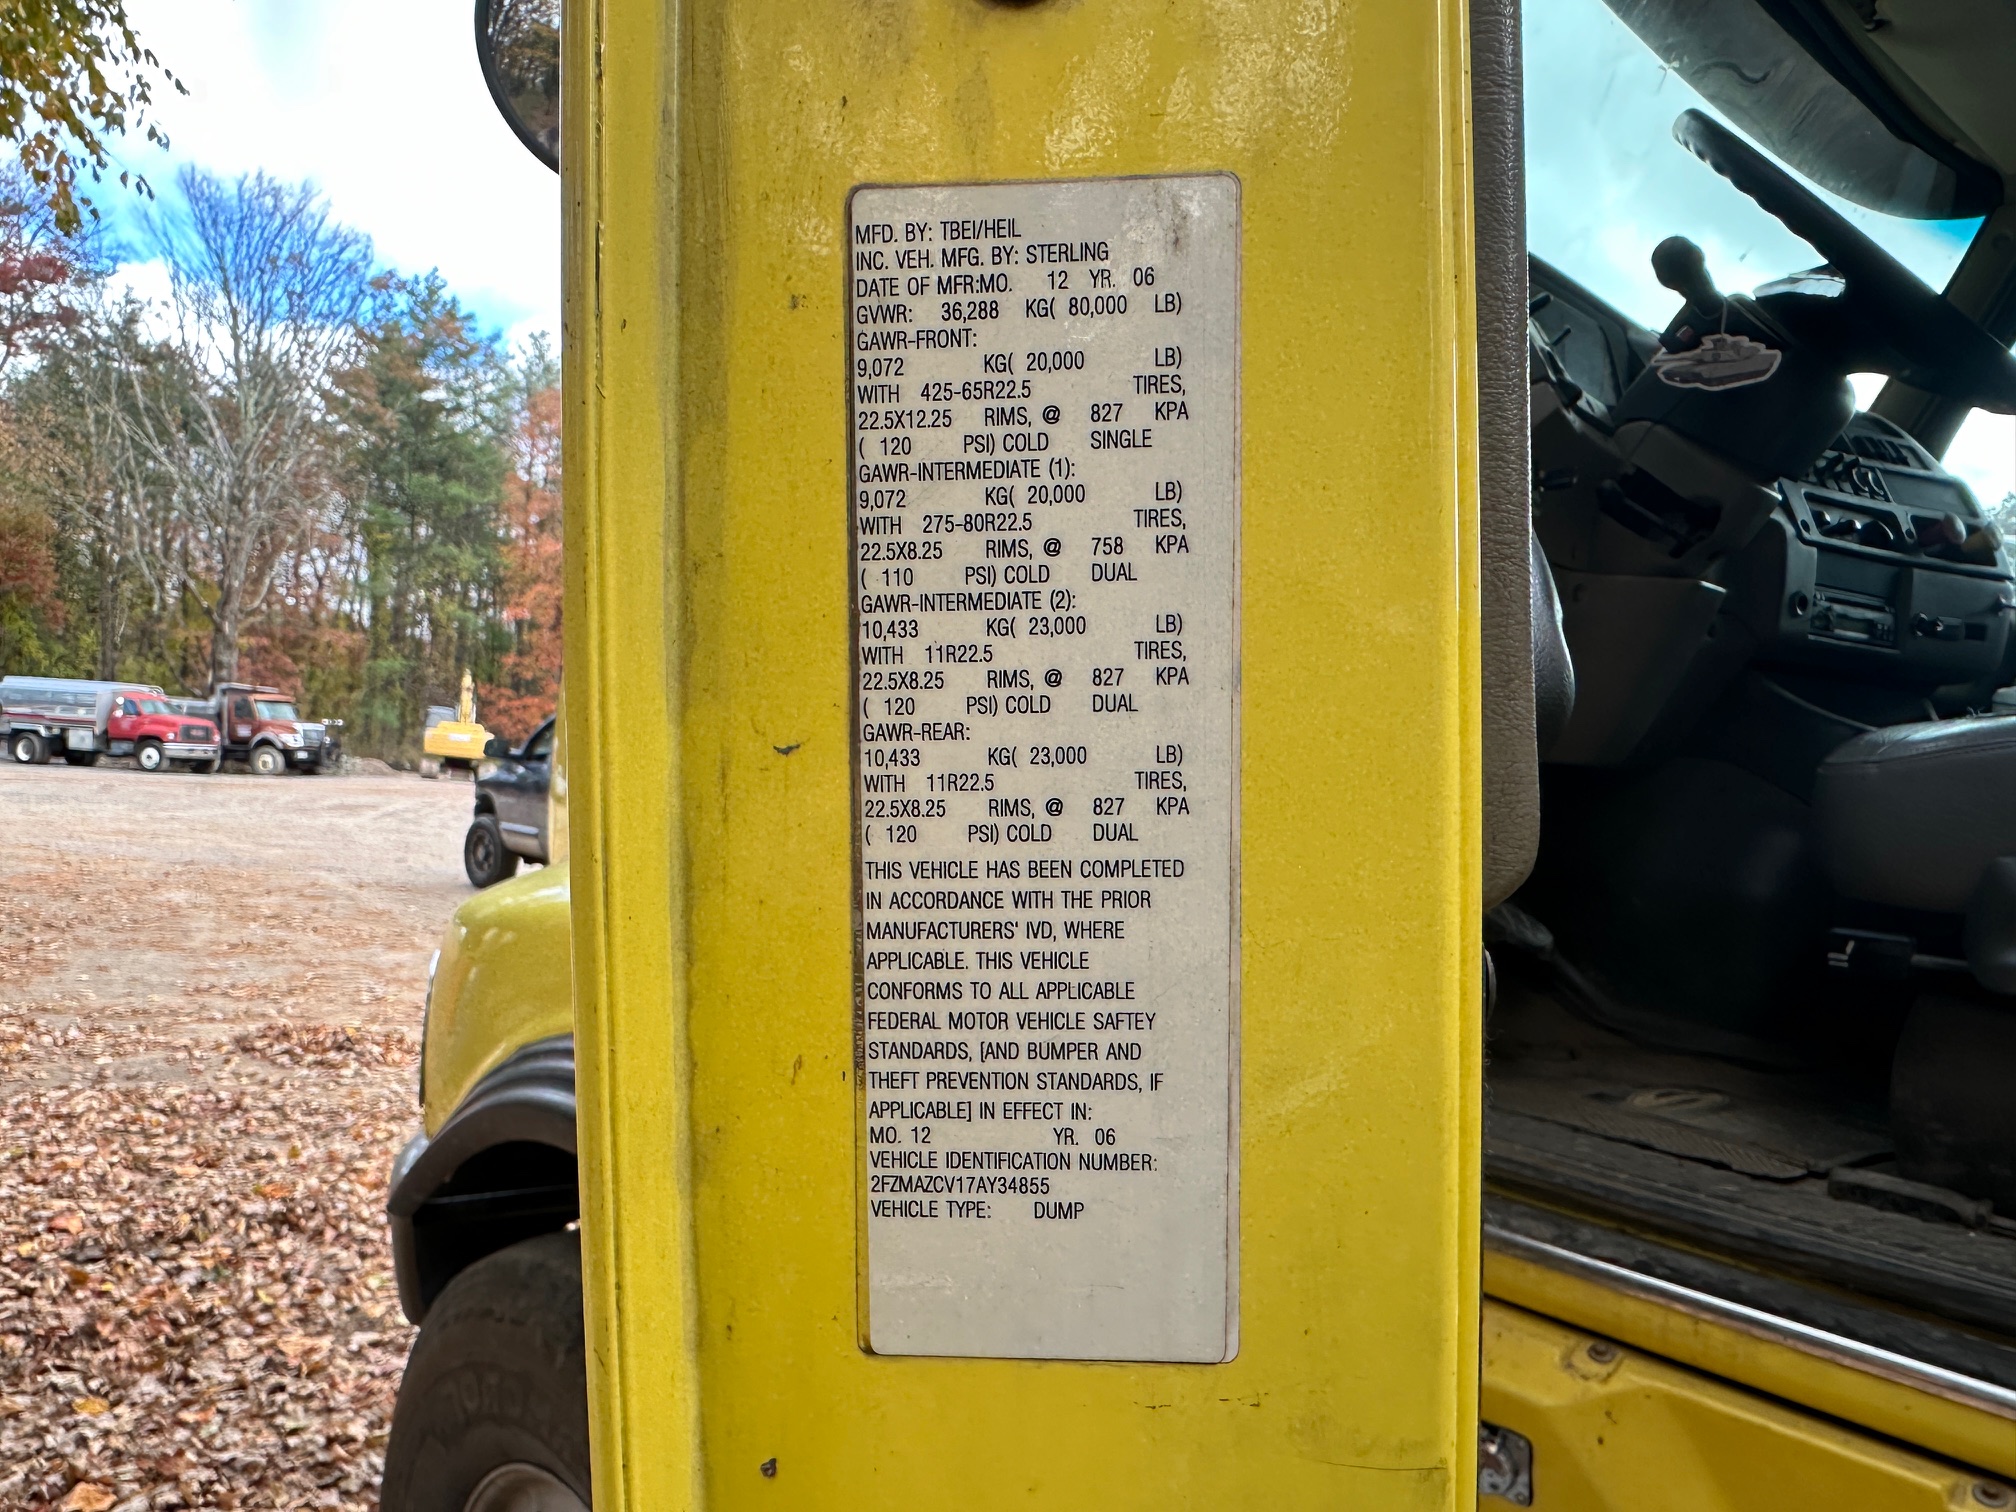 MFD. BY: TBEI/HEIL
INC. VEH. MFG. BY: STERLING
DATE OF MFR:MO. 12 YR. 06
GVWR: 36,288 KG( 80,000 LB)
GAWR-FRONT:
9,072 KG( 20,000 LB)
WITH 425-65R22.5 TIRES,
22.5X12.25 RIMS, @ 827 KPA
( 120 PSI) COLD SINGLE
GAWR-INTERMEDIATE (1):
9,072 KG( 20,000 LB)
WITH 275-80R22.5 TIRES,
22.5X8.25 RIMS, @ 758 KPA
( 110 PSI) COLD DUAL
GAWR-INTERMEDIATE (2):
10,433 KG( 23,000 LB)
WITH 11R22.5 TIRES,
22.5X8.25 RIMS, @ 827 KPA
( 120 PSI) COLD DUAL
GAWR-REAR:
10,433 KG( 23,000 LB)
WITH 11R22.5 TIRES,
22.5X8.25 RIMS, @ 827 KPA
( 120 PSI) COLD DUAL
THIS VEHICLE HAS BEEN COMPLETED
IN ACCORDANCE WITH THE PRIOR
MANUFACTURERS' IVD, WHERE
APPLICABLE. THIS VEHICLE
CONFORMS TO ALL APPLICABLE
FEDERAL MOTOR VEHICLE SAFTEY
STANDARDS, [AND BUMPER AND
THEFT PREVENTION STANDARDS, IF
APPLICABLE] IN EFFECT IN:
MO. 12 YR. 06
VEHICLE IDENTIFICATION NUMBER:
2FZMAZCV17AY34855
VEHICLE TYPE: DUMP